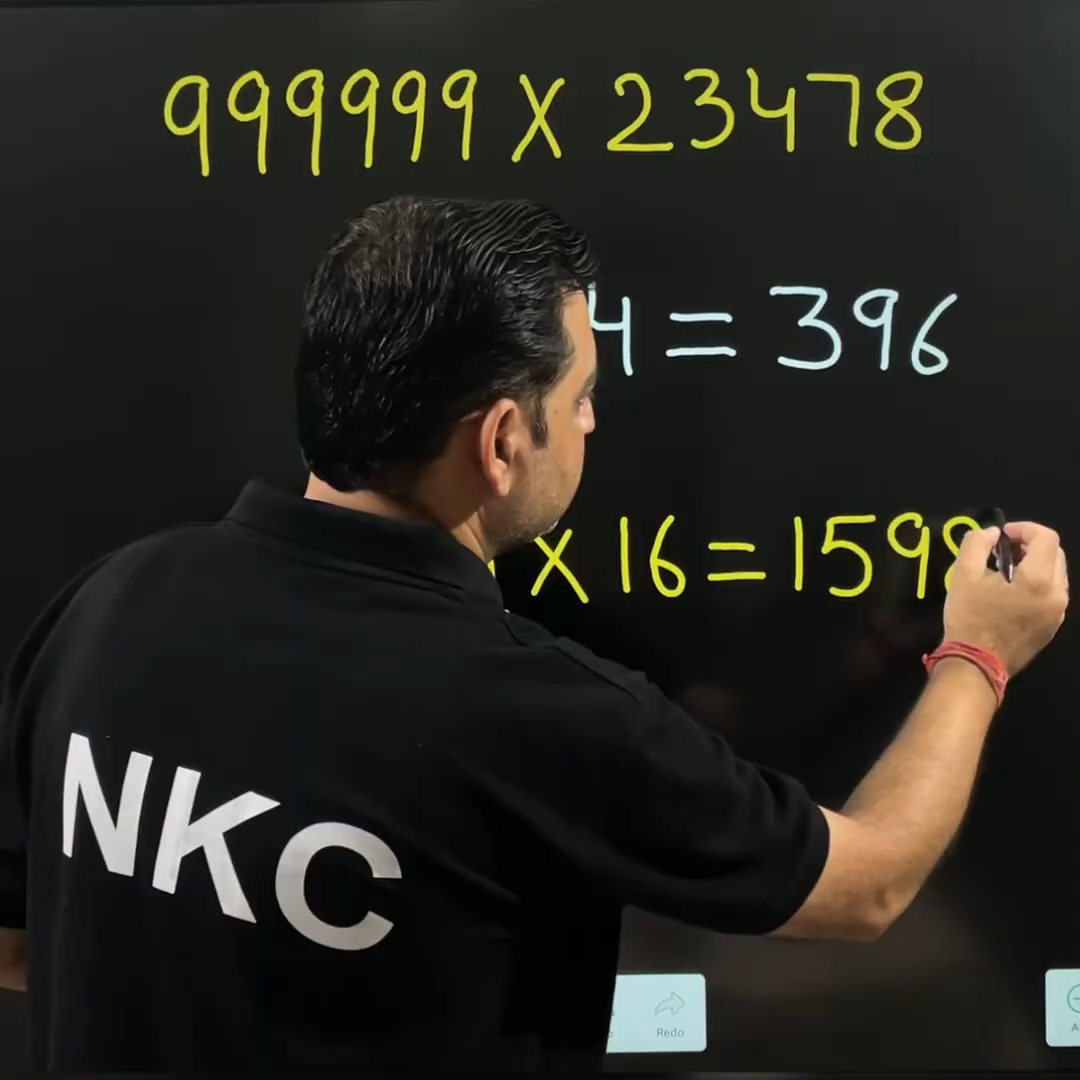 999999 X 23478
4 = 396
X 16 = 1598
NKC
Redo